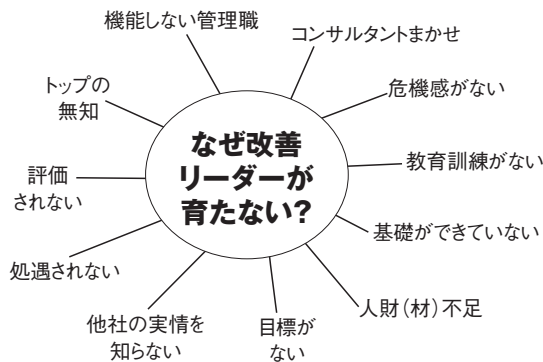 機能しない管理職
コンサルタントまかせ
トップの
無知
危機感がない
なぜ改善
リーダーが
育たない?
教育訓練がない
評価
されない
基礎ができていない
処遇されない
人財(材)不足
他社の実情を
知らない
目標が
ない